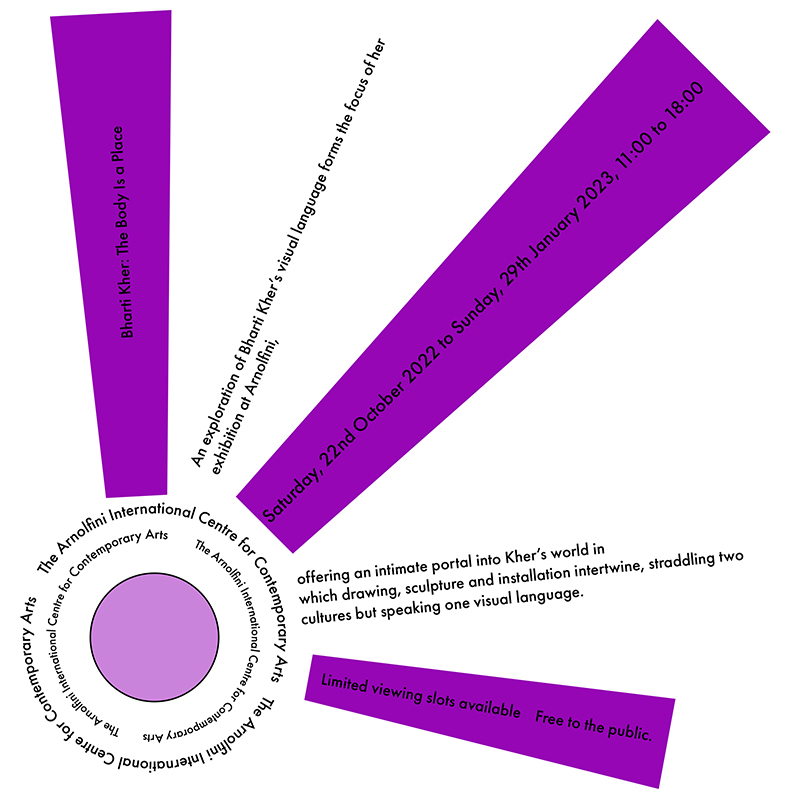 Bharti Kher: The Body Is a Place
An exploration of Bharti Kher's visual language forms the focus of her
exhibition at Arnolfini,
Saturday, 22nd October 2022 to Sunday, 29th January 2023, 11:00 to 18:00
offering an intimate portal into Kher's world in
which drawing, sculpture and installation intertwine, straddling two
cultures but speaking one visual language.
Limited viewing slots available Free to the public.
The Arnolfini International Centre for Contemporary Arts
The Arnolfini International Centre for Contemporary Arts
The Arnolfini International Centre for Contemporary Arts
The Arnolfini International Centre for Contemporary Arts